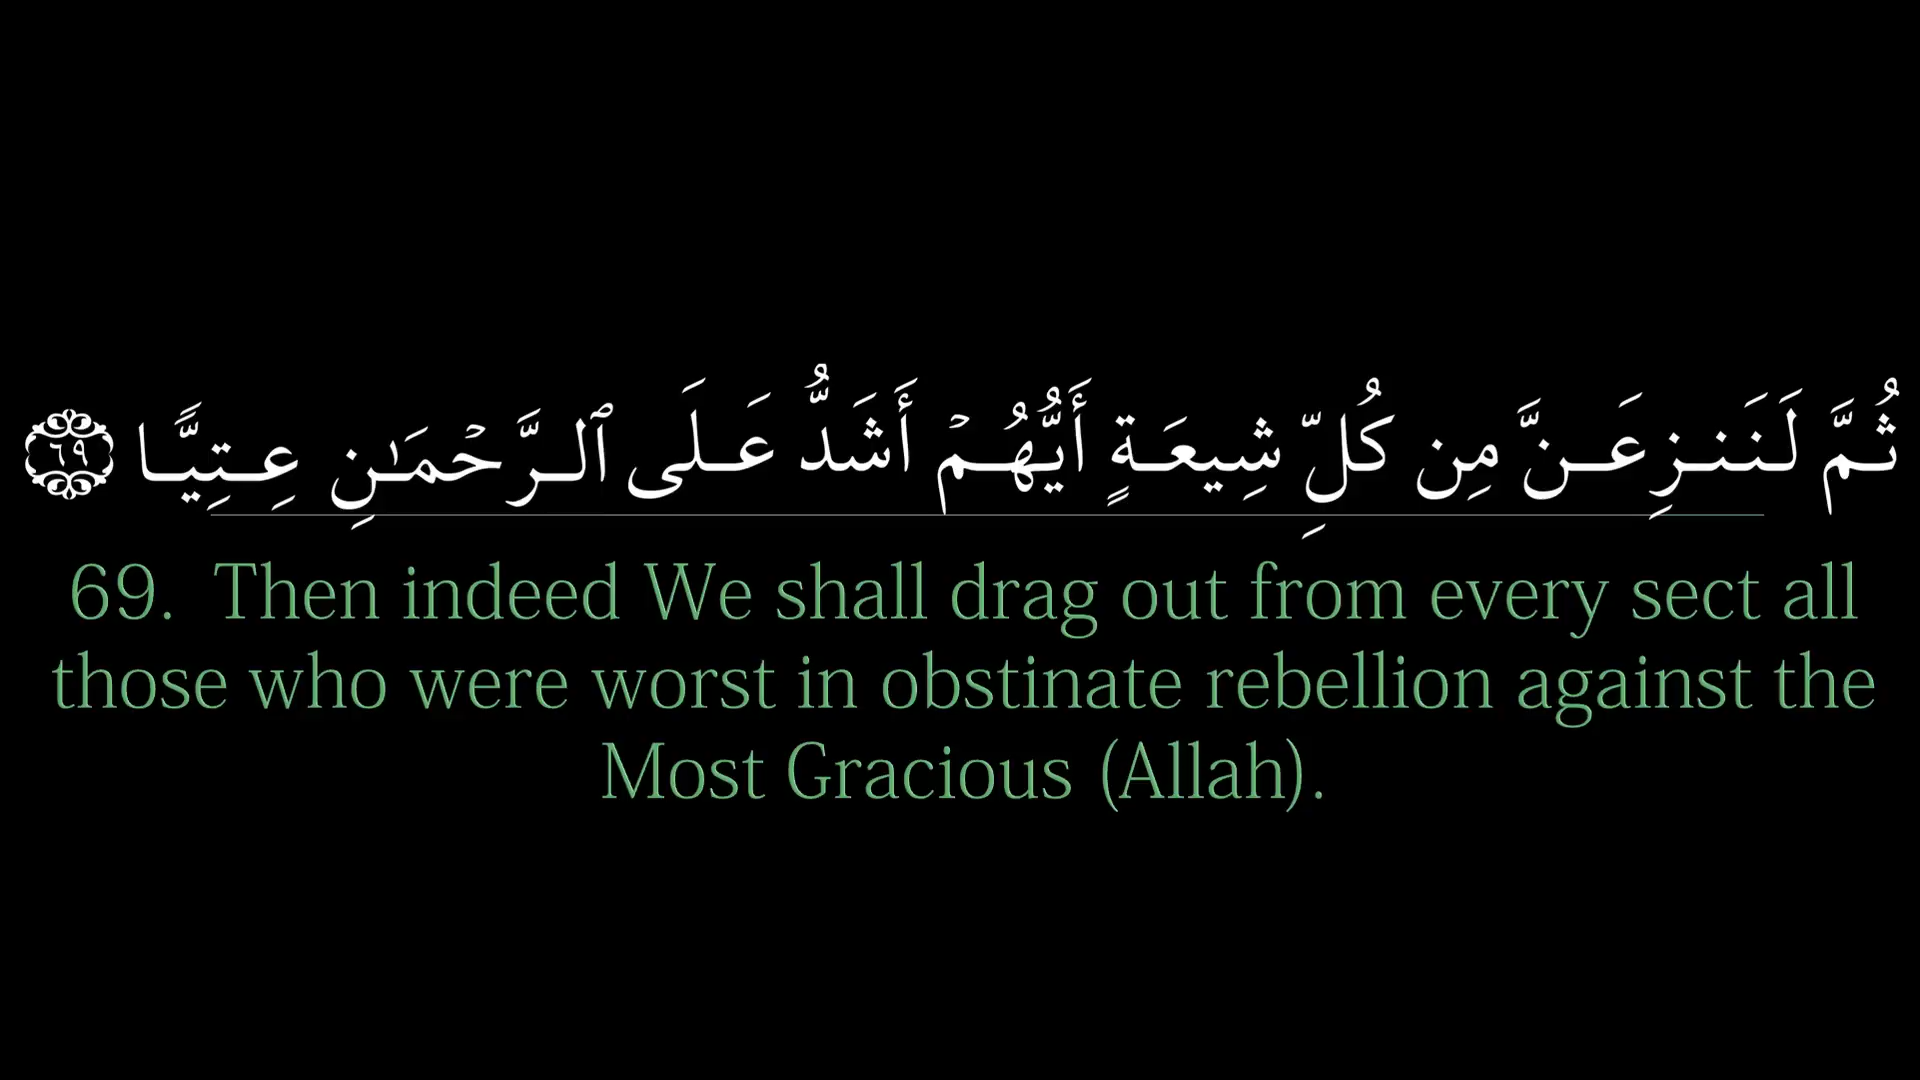 ثُمَّ لَنَنزِعَنَّ مِن كُلِّ شِيعَةٍ أَيُّهُمۡ أَشَدُّ عَلَى ٱلرَّحۡمَٰنِ عِتِيًّا ٦٩
69. Then indeed We shall drag out from every sect all
those who were worst in obstinate rebellion against the
Most Gracious (Allah).